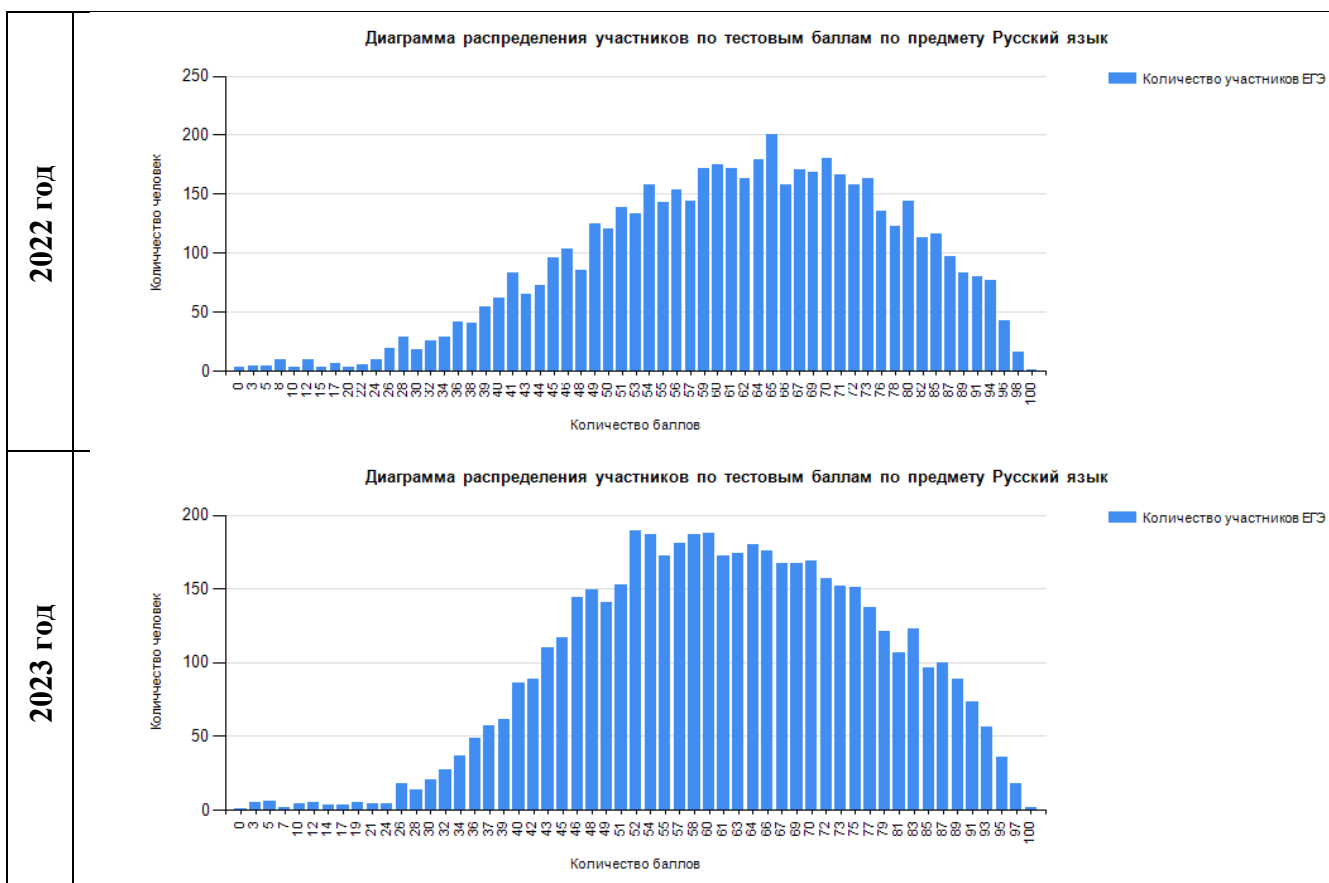 2022 год
Диаграмма распределения участников по тестовым баллам по предмету Русский язык
Количество участников ЕГЭ
Количчество человек
250
200
150
100
50
0
0 3 5 8 10 12 15 17 20 22 24 26 28 30 32 34 36 38 39 40 41 43 44 45 46 48 49 50 51 53 54 55 56 57 59 60 61 62 64 65 66 67 69 70 71 72 73 76 78 80 82 85 87 89 91 94 96 98 100
Количество баллов
2023 год
Диаграмма распределения участников по тестовым баллам по предмету Русский язык
Количество участников ЕГЭ
Количчество человек
200
150
100
50
0
0 3 5 7 10 12 14 17 19 21 24 26 28 30 32 34 36 37 39 40 42 43 45 46 48 49 51 52 54 55 57 58 60 61 63 64 66 67 69 70 72 73 75 77 79 81 83 85 87 89 91 93 95 97 100
Количество баллов